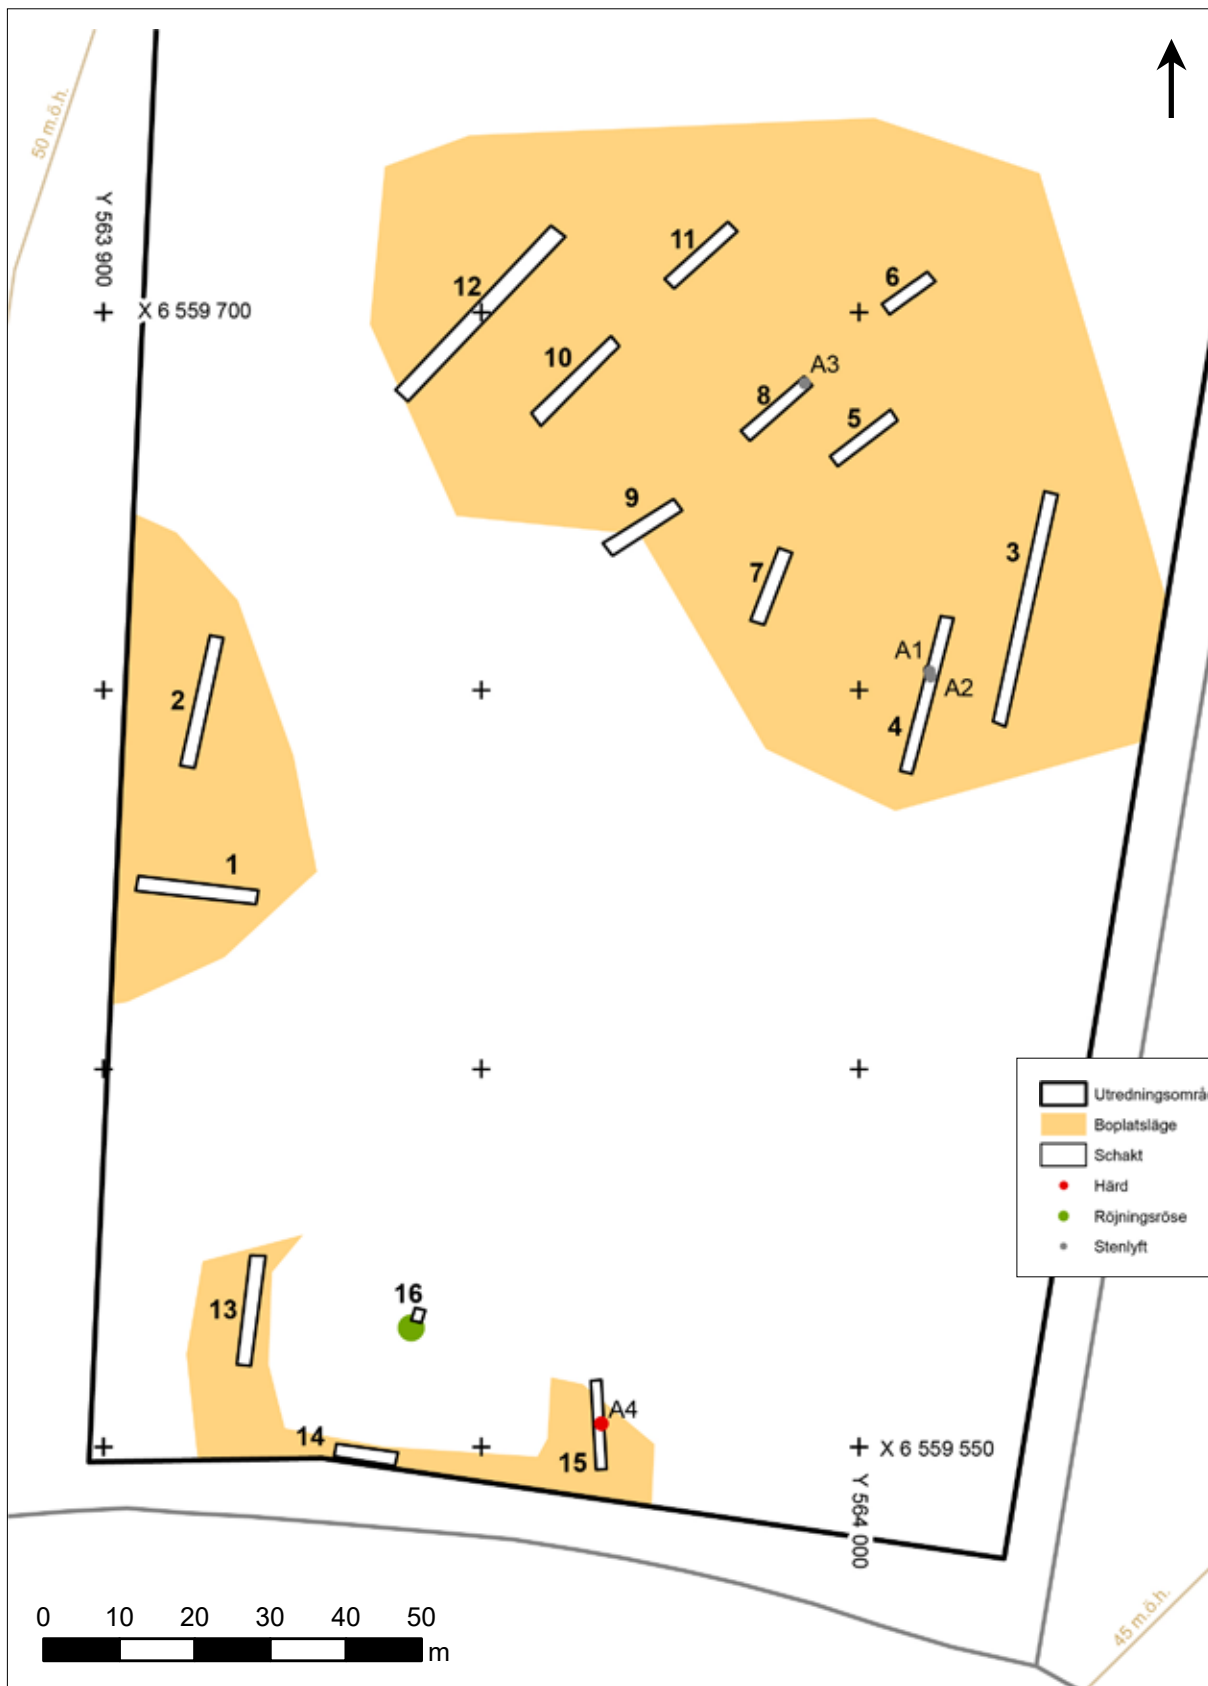 50 m.ö.h.
Y 563 900
X 6 559 700
12
11
6
10
A3
8
5
9
3
7
A1
A2
4
2
1
Utredningsområ
Boplatsläge
Schakt
Härd
Röjningsröse
Stenlyft
13
16
A4
14
15
X 6 559 550
Y 564 000
45 m.ö.h.
0 10 20 30 40 50
m